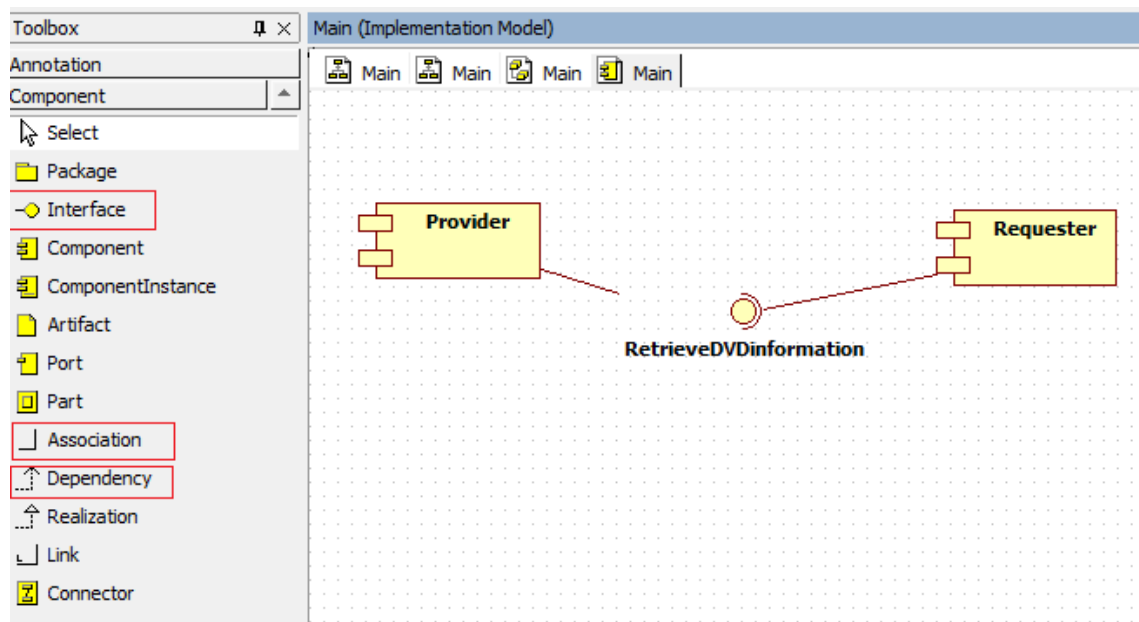 Toolbox
Annotation
Component
Select
Package
Interface
Component
ComponentInstance
Artifact
Port
Part
Association
Dependency
Realization
Link
Connector
Main (Implementation Model)
Main Main Main Main
Provider
Requester
RetrieveDVDinformation